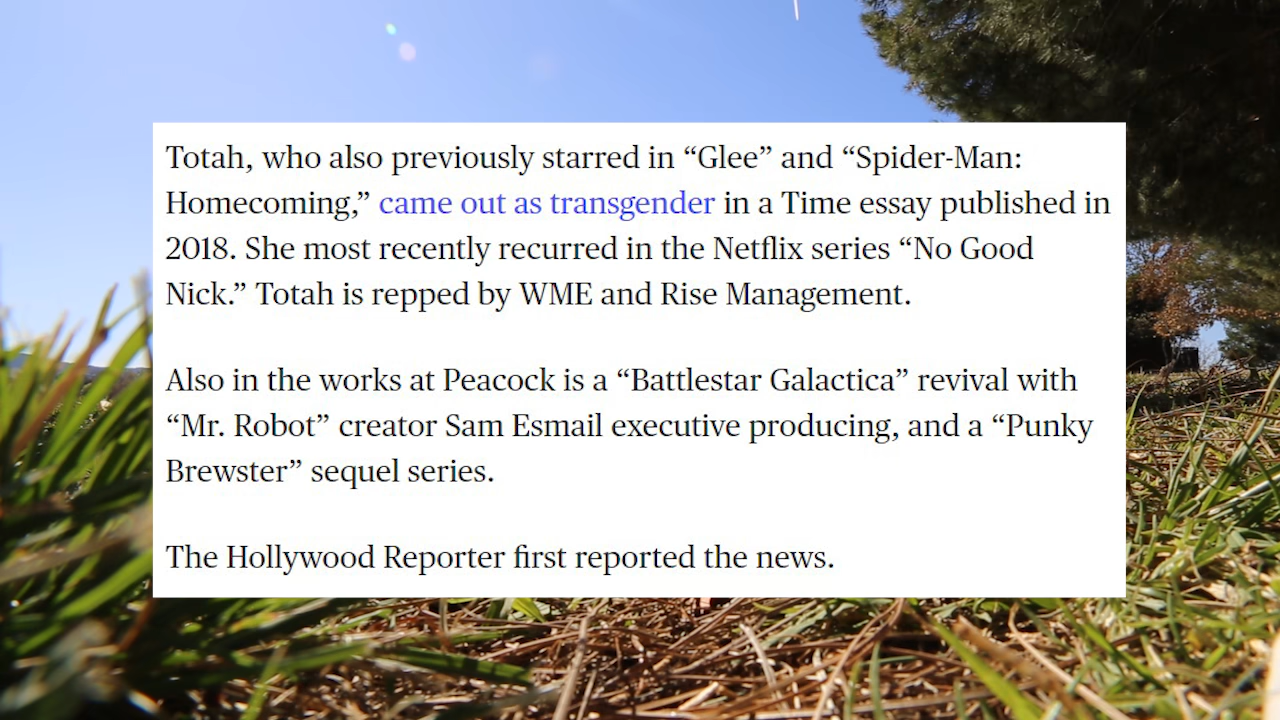 Totah, who also previously starred in “Glee” and “Spider-Man:
Homecoming,” came out as transgender in a Time essay published in
2018. She most recently recurred in the Netflix series “No Good
Nick.” Totah is repped by WME and Rise Management.
Also in the works at Peacock is a “Battlestar Galactica” revival with
“Mr. Robot” creator Sam Esmail executive producing, and a “Punky
Brewster” sequel series.
The Hollywood Reporter first reported the news.